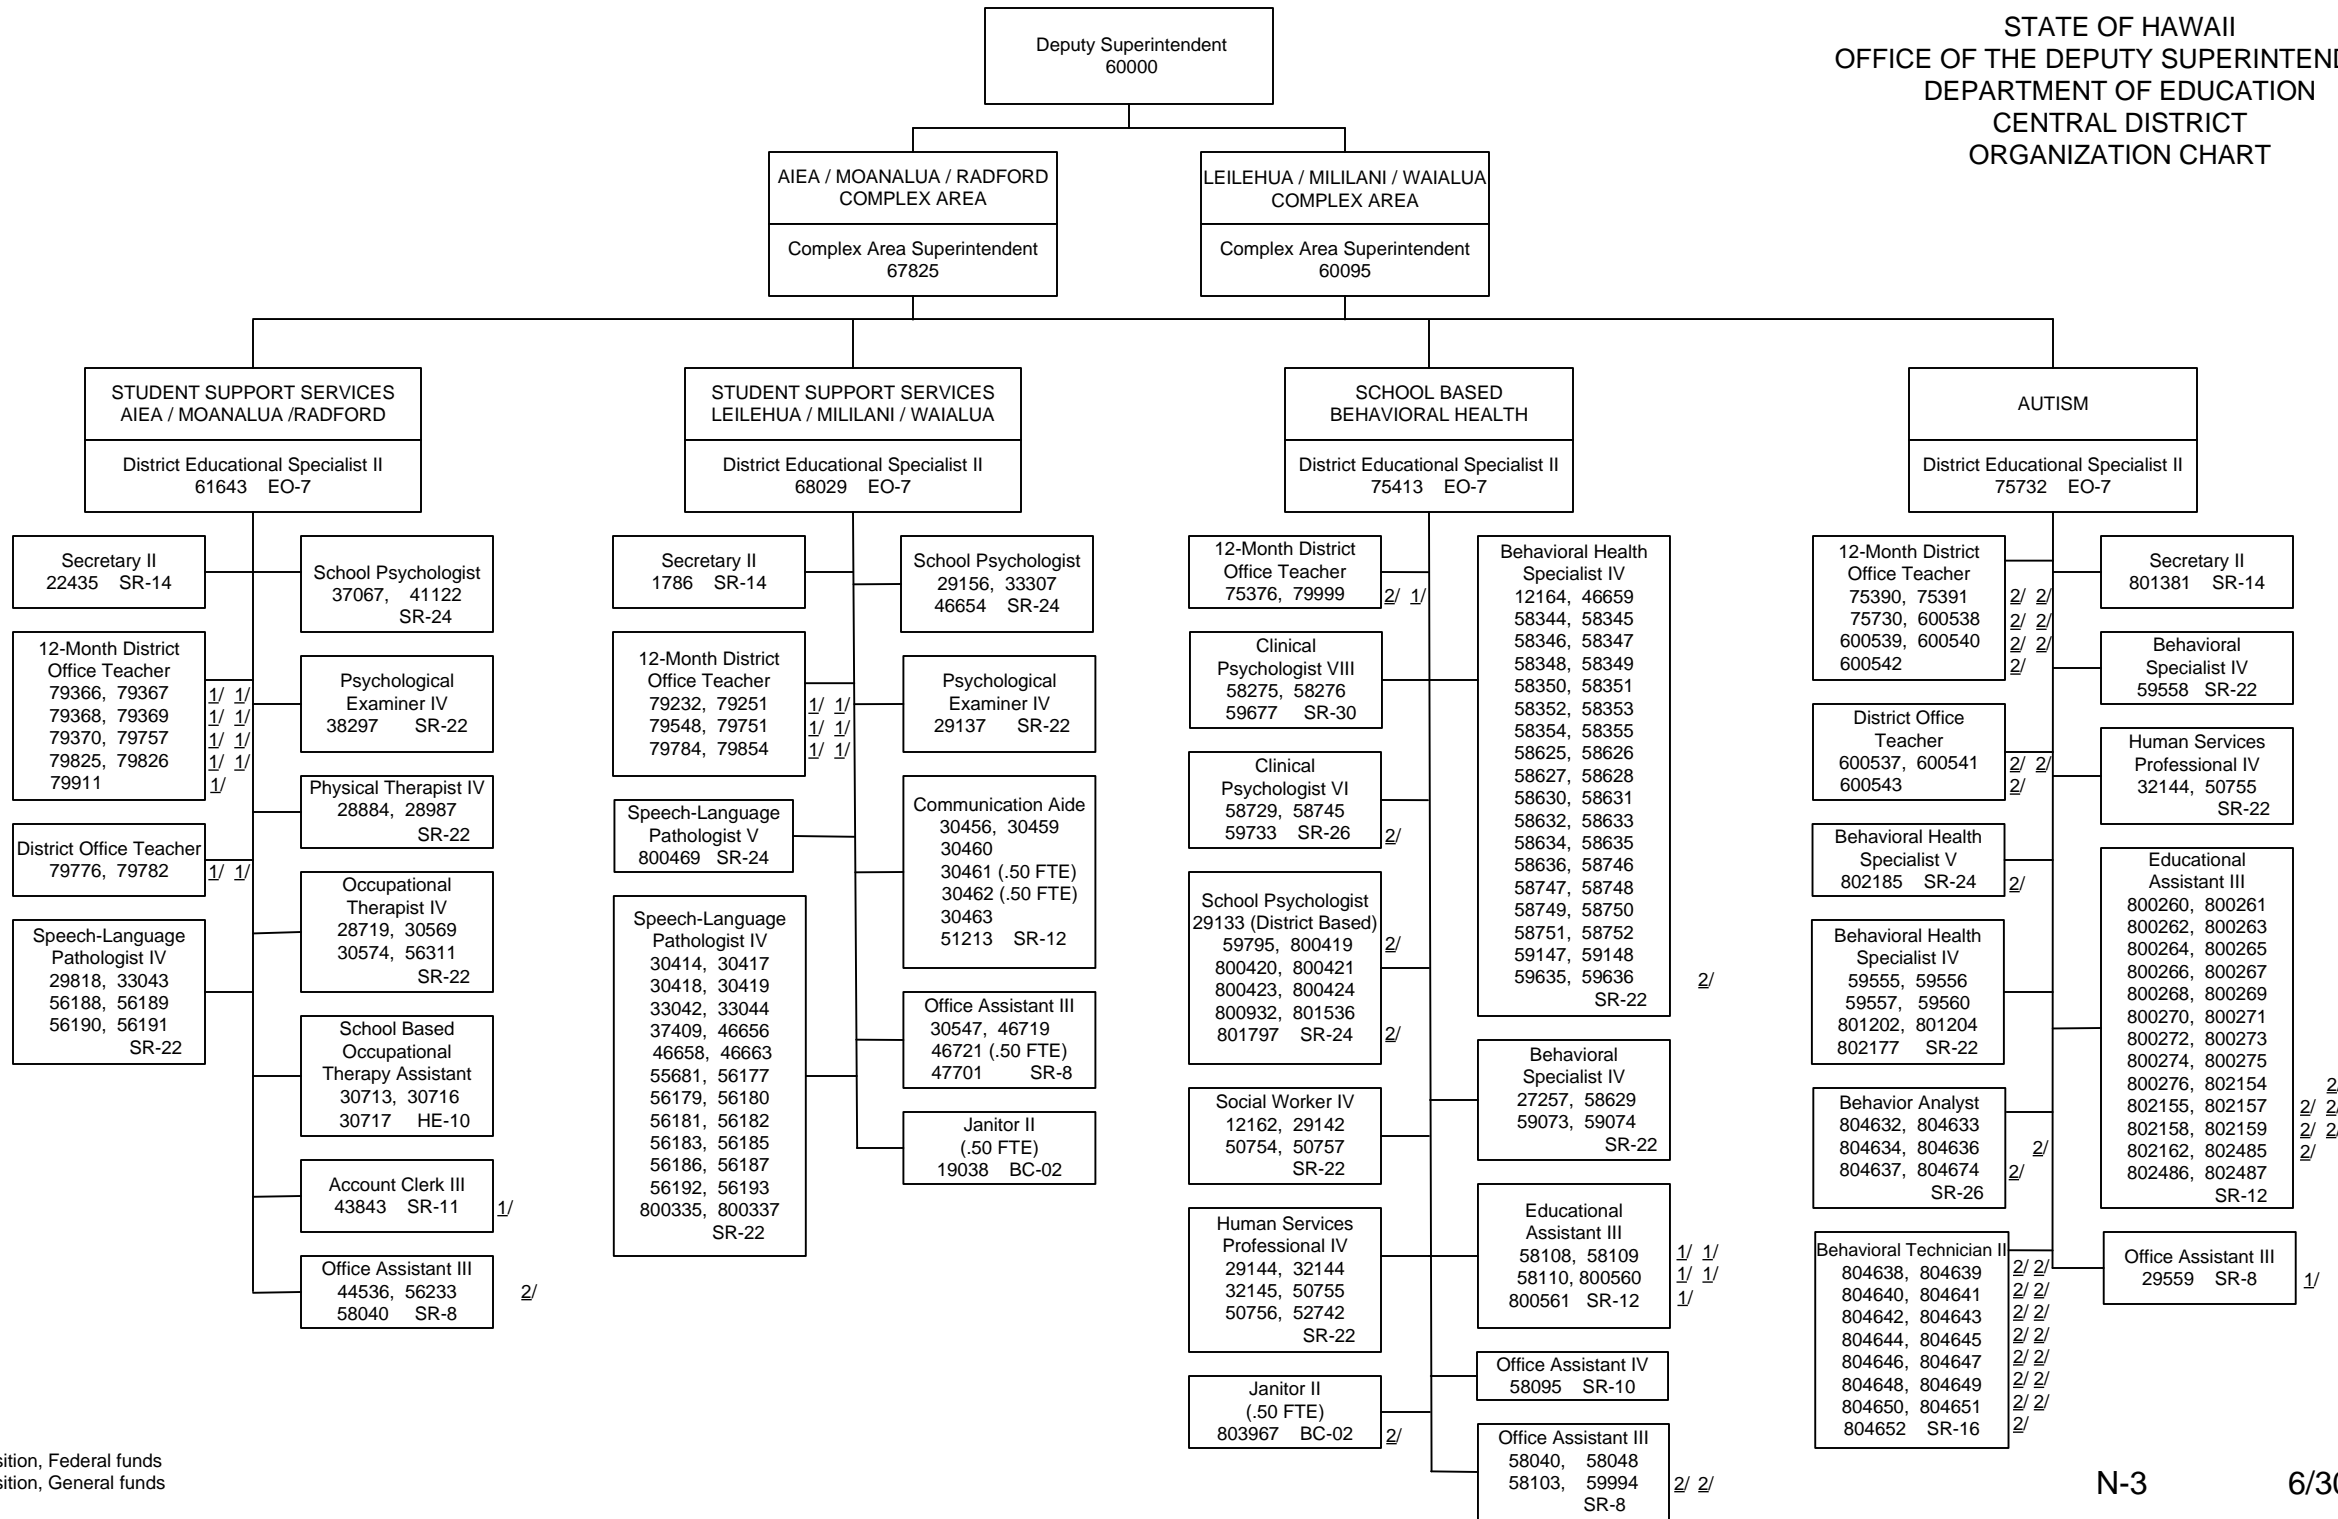 STATE OF HAWAII
OFFICE OF THE DEPUTY
DEPARTMENT OF EDUCATION
CENTRAL DISTRICT
ORGANIZATION CHART
Deputy Superintendent
60000
AIEA / MOANALUA / RADFORD
COMPLEX AREA
Complex Area Superintendent
67825
LEILEHUA / MILILANI / WAIALUA
COMPLEX AREA
Complex Area Superintendent
60095
STUDENT SUPPORT SERVICES
AIEA / MOANALUA /RADFORD
District Educational Specialist II
61643 EO-7
Secretary II
22435 SR-14
12-Month District
Office Teacher
79366, 79367 1/ 1/
79368, 79369 1/ 1/
79370, 79757 1/ 1/
79825, 79826 1/ 1/
79911 1/
District Office Teacher
79776, 79782 1/ 1/
Speech-Language
Pathologist IV
29818, 33043
56188, 56189
56190, 56191
SR-22
School Psychologist
37067, 41122
SR-24
Psychological
Examiner IV
38297 SR-22
Physical Therapist IV
28884, 28987
SR-22
Occupational
Therapist IV
28719, 30569
30574, 56311
SR-22
School Based
Occupational
Therapy Assistant
30713, 30716
30717 HE-10
Account Clerk III
43843 SR-11 1/
Office Assistant III
44536, 56233 2/
58040 SR-8
STUDENT SUPPORT SERVICES
LEILEHUA / MILILANI / WAIALUA
District Educational Specialist II
68029 EO-7
Secretary II
1786 SR-14
12-Month District
Office Teacher
79232, 79251 1/ 1/
79548, 79751 1/ 1/
79784, 79854 1/ 1/
Speech-Language
Pathologist V
800469 SR-24
Speech-Language
Pathologist IV
30414, 30417
30418, 30419
33042, 33044
37409, 46656
46658, 46663
55681, 56177
56179, 56180
56181, 56182
56183, 56185
56186, 56187
56192, 56193
800335, 800337
SR-22
School Psychologist
29156, 33307
46654 SR-24
Psychological
Examiner IV
29137 SR-22
Communication Aide
30456, 30459
30460
30461 (.50 FTE)
30462 (.50 FTE)
30463
51213 SR-12
Office Assistant III
30547, 46719
46721 (.50 FTE)
47701 SR-8
Janitor II
(.50 FTE)
19038 BC-02
SCHOOL BASED
BEHAVIORAL HEALTH
District Educational Specialist II
75413 EO-7
12-Month District
Office Teacher
75376, 79999 2/ 1/
Clinical
Psychologist VIII
58275, 58276
59677 SR-30
Clinical
Psychologist VI
58729, 58745
59733 SR-26 2/
School Psychologist
29133 (District Based)
59795, 800419 2/
800420, 800421
800423, 800424
800932, 801536
801797 SR-24 2/
Social Worker IV
12162, 29142
50754, 50757
SR-22
Human Services
Professional IV
29144, 32144
32145, 50755
50756, 52742
SR-22
Janitor II
(.50 FTE)
803967 BC-02 2/
Behavioral Health
Specialist IV
12164, 46659
58344, 58345
58346, 58347
58348, 58349
58350, 58351
58352, 58353
58354, 58355
58625, 58626
58627, 58628
58630, 58631
58632, 58633
58634, 58635
58636, 58746
58747, 58748
58749, 58750
58751, 58752
59147, 59148
59635, 59636 2/
SR-22
Behavioral
Specialist IV
27257, 58629
59073, 59074
SR-22
Educational
Assistant III
58108, 58109 1/ 1/
58110, 800560 1/ 1/
800561 SR-12 1/
Office Assistant IV
58095 SR-10
Office Assistant III
58040, 58048
58103, 59994 2/ 2/
SR-8
AUTISM
District Educational Specialist II
75732 EO-7
12-Month District
Office Teacher
75390, 75391 2/ 2/
75730, 600538 2/ 2/
600539, 600540 2/ 2/
600542 2/
District Office
Teacher
600537, 600541 2/ 2/
600543 2/
Behavioral Health
Specialist V
802185 SR-24 2/
Behavioral Health
Specialist IV
59555, 59556
59557, 59560
801202, 801204
802177 SR-22
Behavior Analyst
804632, 804633
804634, 804636 2/
804637, 804674 2/
SR-26
Behavioral Technician II
804638, 804639 2/ 2/
804640, 804641 2/ 2/
804642, 804643 2/ 2/
804644, 804645 2/ 2/
804646, 804647 2/ 2/
804648, 804649 2/ 2/
804650, 804651 2/ 2/
804652 SR-16 2/
Secretary II
801381 SR-14
Behavioral
Specialist IV
59558 SR-22
Human Services
Professional IV
32144, 50755
SR-22
Educational
Assistant III
800260, 800261
800262, 800263
800264, 800265
800266, 800267
800268, 800269
800270, 800271
800272, 800273
800274, 800275
800276, 802154 2/
802155, 802157 2/ 2/
802158, 802159 2/ 2/
802162, 802485 2/
802486, 802487
SR-12
Office Assistant III
29559 SR-8 1/
Federal funds
General funds
N-3